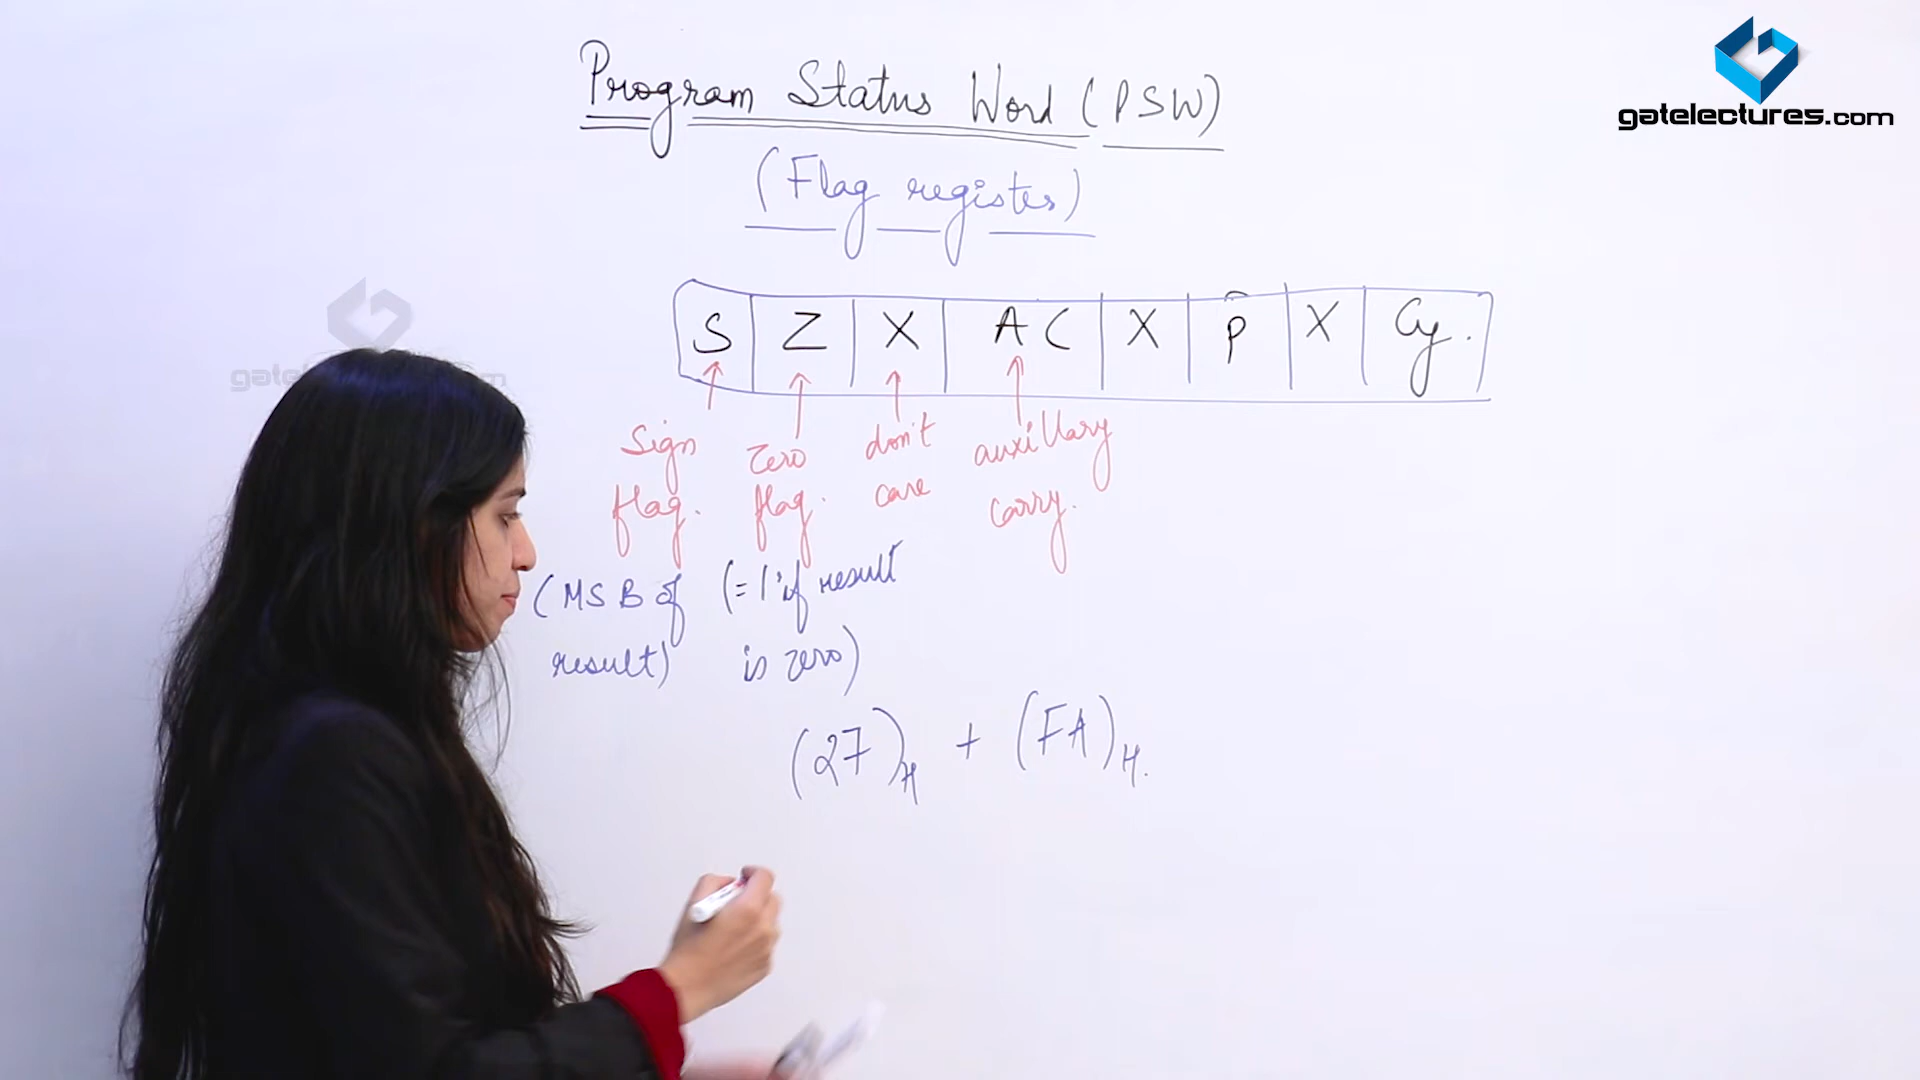 Program Status Word (PSW)
(Flag register)
S Z X AC X P X Cy.
Sign flag.
zero flag.
don't care
auxillary carry.
(MSB of result)
(=1 if result is zero)
(27)H + (FA)H.
gatelectures.com